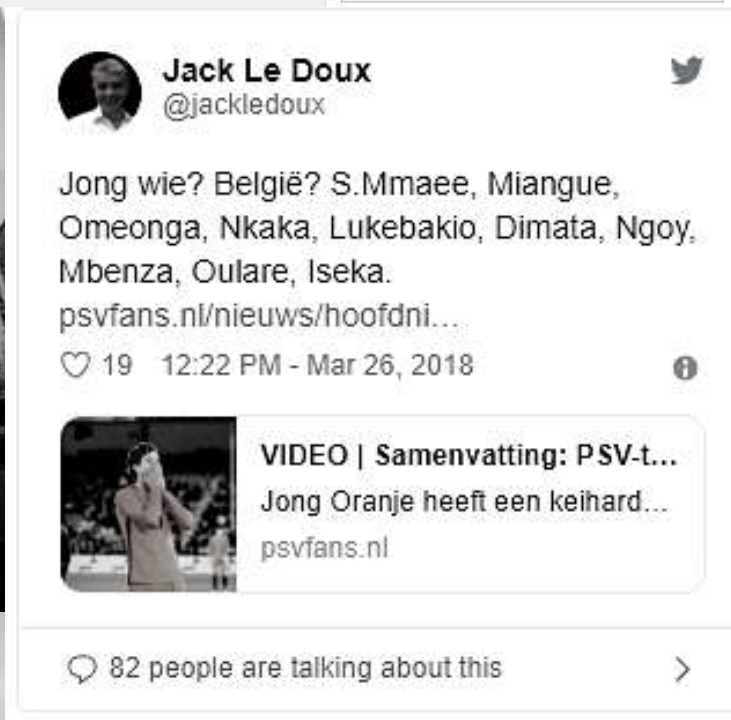 Jack Le Doux
@jackledoux
Jong wie? België? S.Mmaee, Miangue,
Omeonga, Nkaka, Lukebakio, Dimata, Ngoy,
Mbenza, Oulare, Iseka.
psvfans.nl/nieuws/hoofdni...
19 12:22 PM - Mar 26, 2018
VIDEO | Samenvatting: PSV-t...
Jong Oranje heeft een keihard...
psvfans.nl
82 people are talking about this